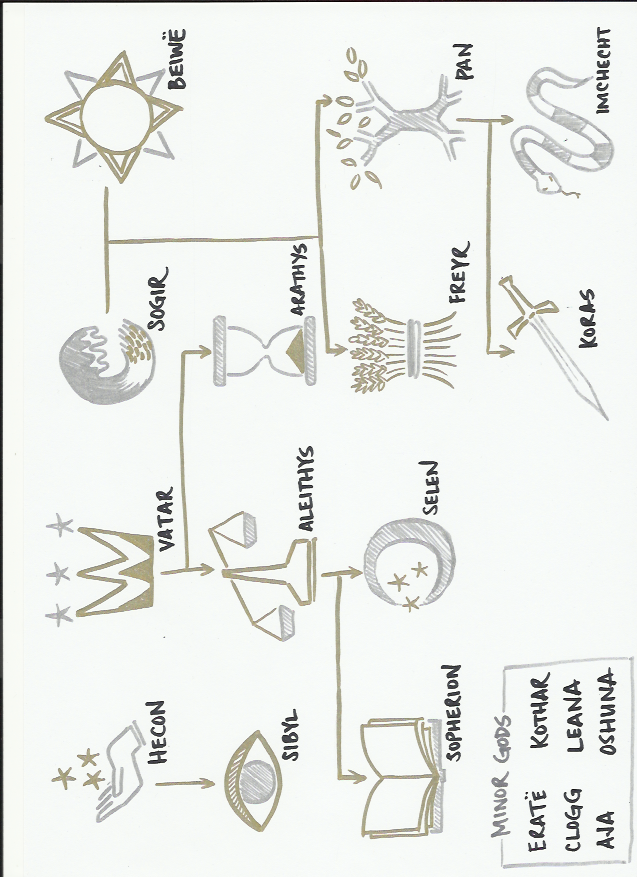 HECON
VATAR
SOGIR
BEIWË
SIBYL
ALEITHYS
ARATHYS
SOPHERION
SELEN
FREYR
PAN
MINOR GODS
ERATË KOTHAR
CLOGG LEANA
AJA OSHUNA
KORAS
IMCHECHT